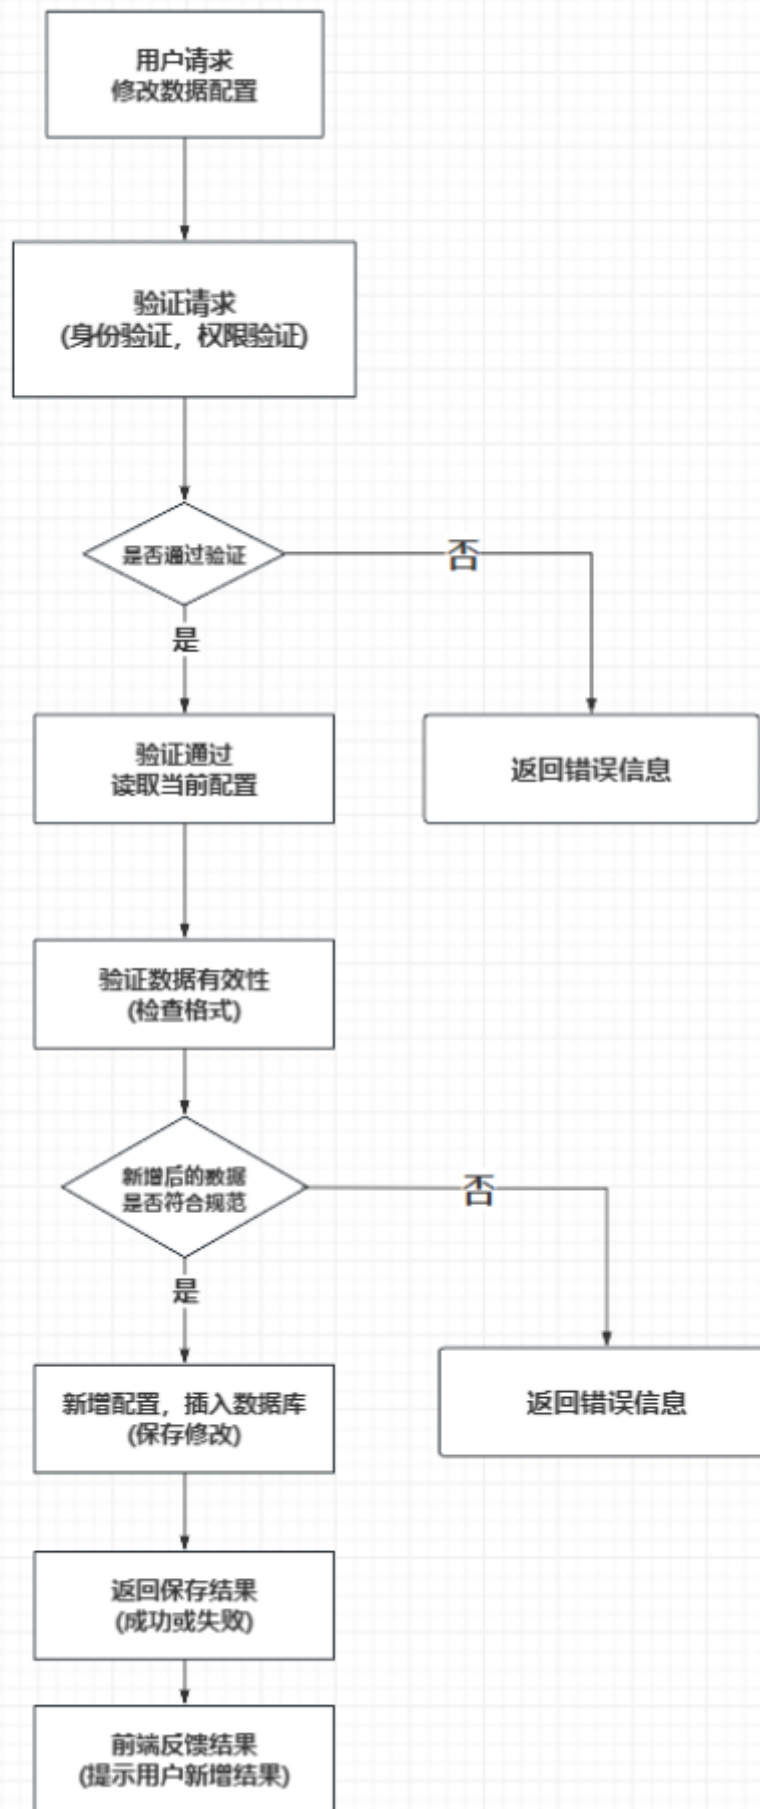 用户请求
修改数据配置
验证请求
(身份验证，权限验证)
是否通过验证
否
是
验证通过
读取当前配置
返回错误信息
验证数据有效性
(检查格式)
新增后的数据
是否符合规范
否
是
新增配置，插入数据库
(保存修改)
返回错误信息
返回保存结果
(成功或失败)
前端反馈结果
(提示用户新增结果)